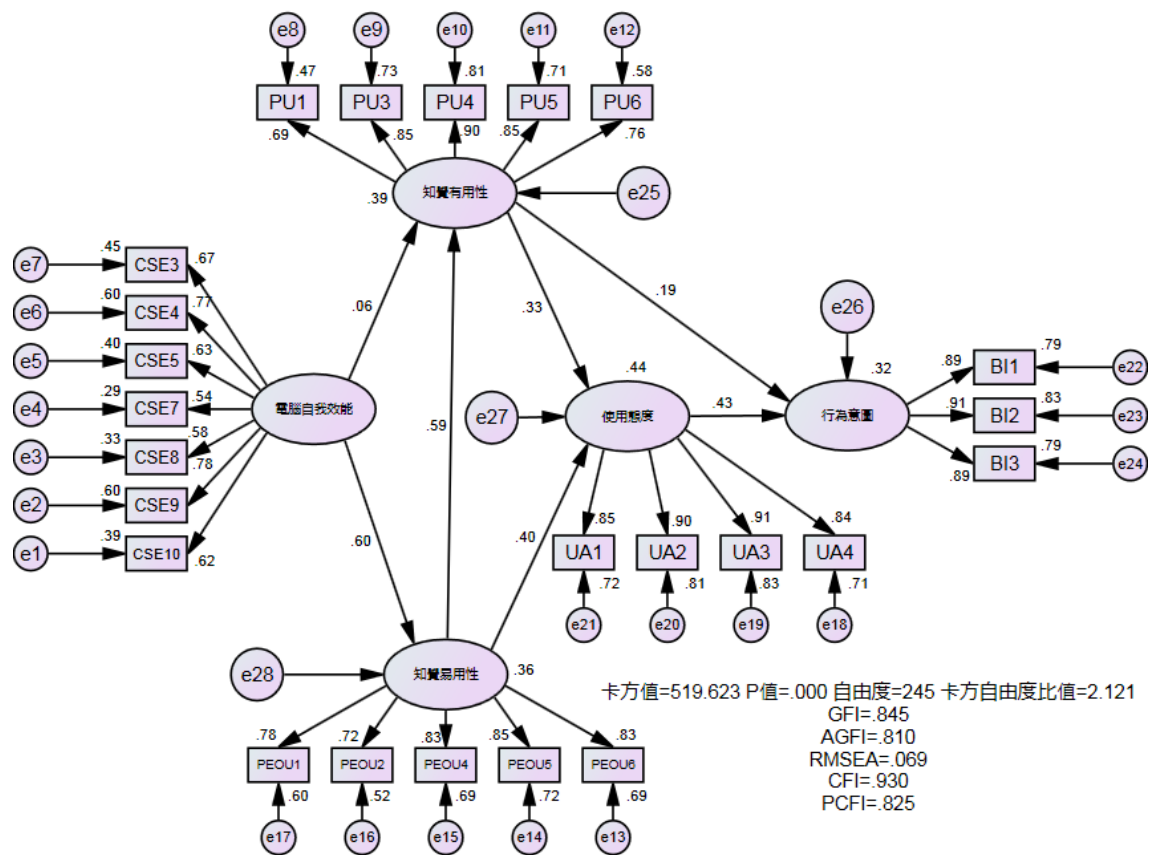 e8 e9 e10 e11 e12
.47 .73 .81 .71 .58
PU1 PU3 PU4 PU5 PU6
.69 .85 .90 .85 .76
知覺有用性
.39
e25
e7 .45 CSE3 .67
e6 .60 CSE4 .77
e5 .40 CSE5 .63
e4 .29 CSE7 .54
e3 .33 CSE8 .58
e2 .60 CSE9 .78
e1 .39 CSE10 .62
電腦自我效能
.06
.60
.59
.33
.19
.40
e26
e27
.44
使用態度
.43
.32
行為意圖
.89 BI1 .79 e22
.91 BI2 .83 e23
.89 BI3 .79 e24
.85 .90 .91 .84
UA1 UA2 UA3 UA4
.72 .81 .83 .71
e21 e20 e19 e18
e28
知覺易用性
.36
.78 .72 .83 .85 .83
PEOU1 PEOU2 PEOU4 PEOU5 PEOU6
.60 .52 .69 .72 .69
e17 e16 e15 e14 e13
卡方值=519.623 P值=.000 自由度=245 卡方自由度比值=2.121
GFI=.845
AGFI=.810
RMSEA=.069
CFI=.930
PCFI=.825